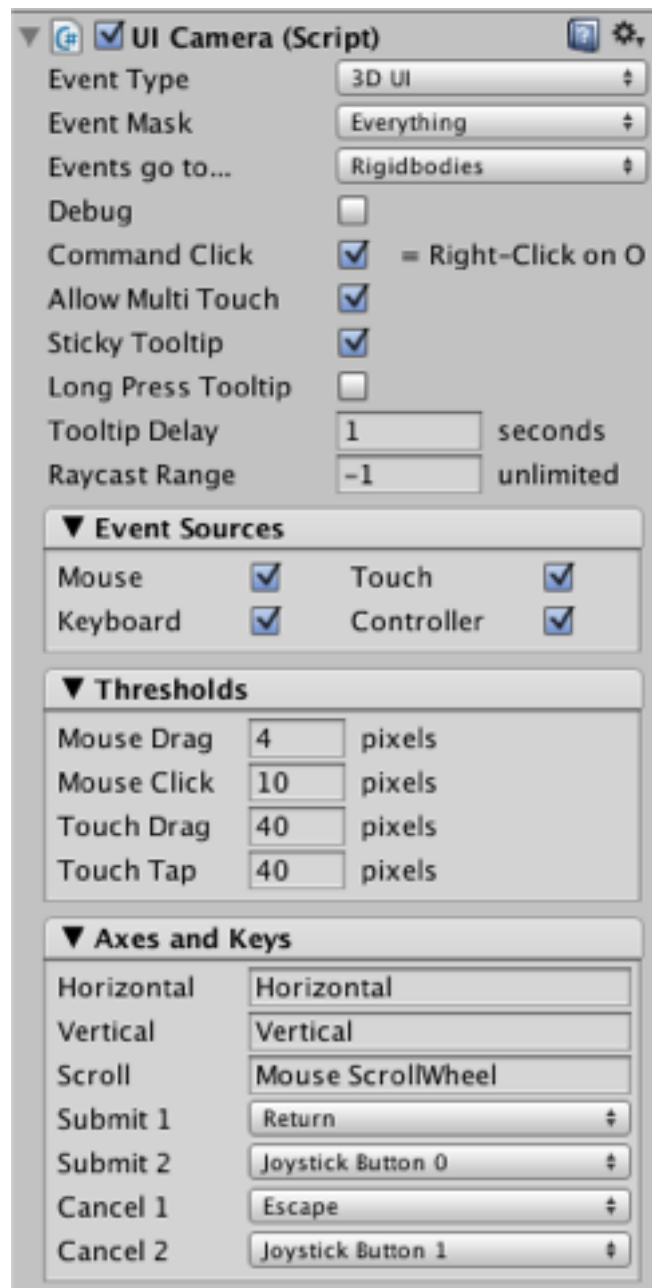 UI Camera (Script)
Event Type 3D UI
Event Mask Everything
Events go to... Rigidbodies
Debug
Command Click = Right-Click on O
Allow Multi Touch
Sticky Tooltip
Long Press Tooltip
Tooltip Delay 1 seconds
Raycast Range -1 unlimited
▼ Event Sources
Mouse Touch
Keyboard Controller
▼ Thresholds
Mouse Drag 4 pixels
Mouse Click 10 pixels
Touch Drag 40 pixels
Touch Tap 40 pixels
▼ Axes and Keys
Horizontal Horizontal
Vertical Vertical
Scroll Mouse ScrollWheel
Submit 1 Return
Submit 2 Joystick Button 0
Cancel 1 Escape
Cancel 2 Joystick Button 1